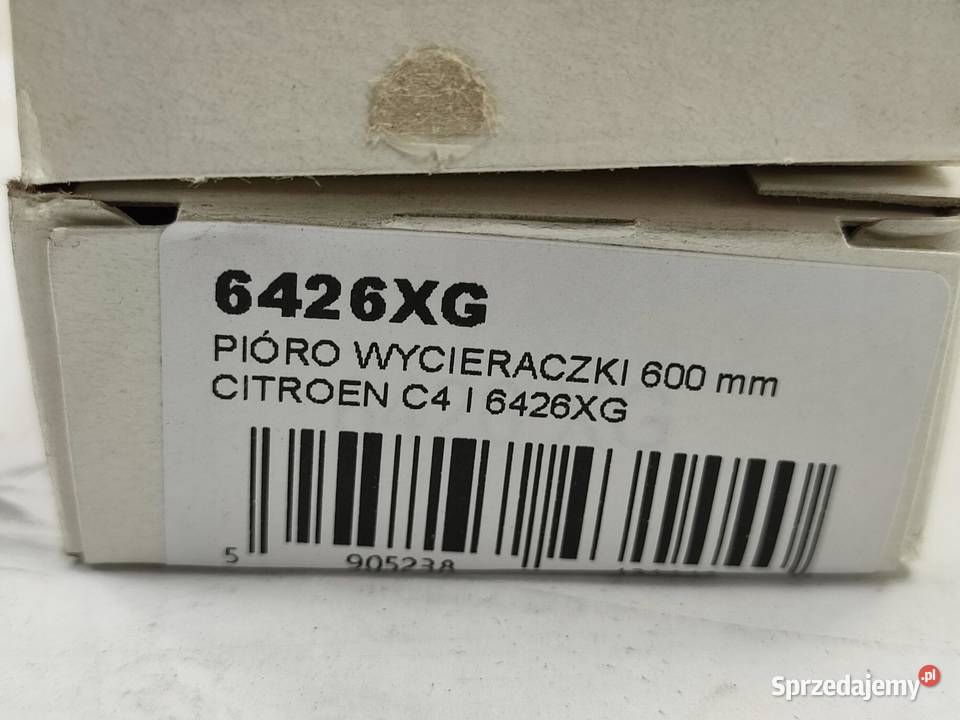 6426XG
PIÓRO WYCIERACZKI 600 mm
CITROEN C4 I 6426XG
5 905238
Sprzedajemy.pl